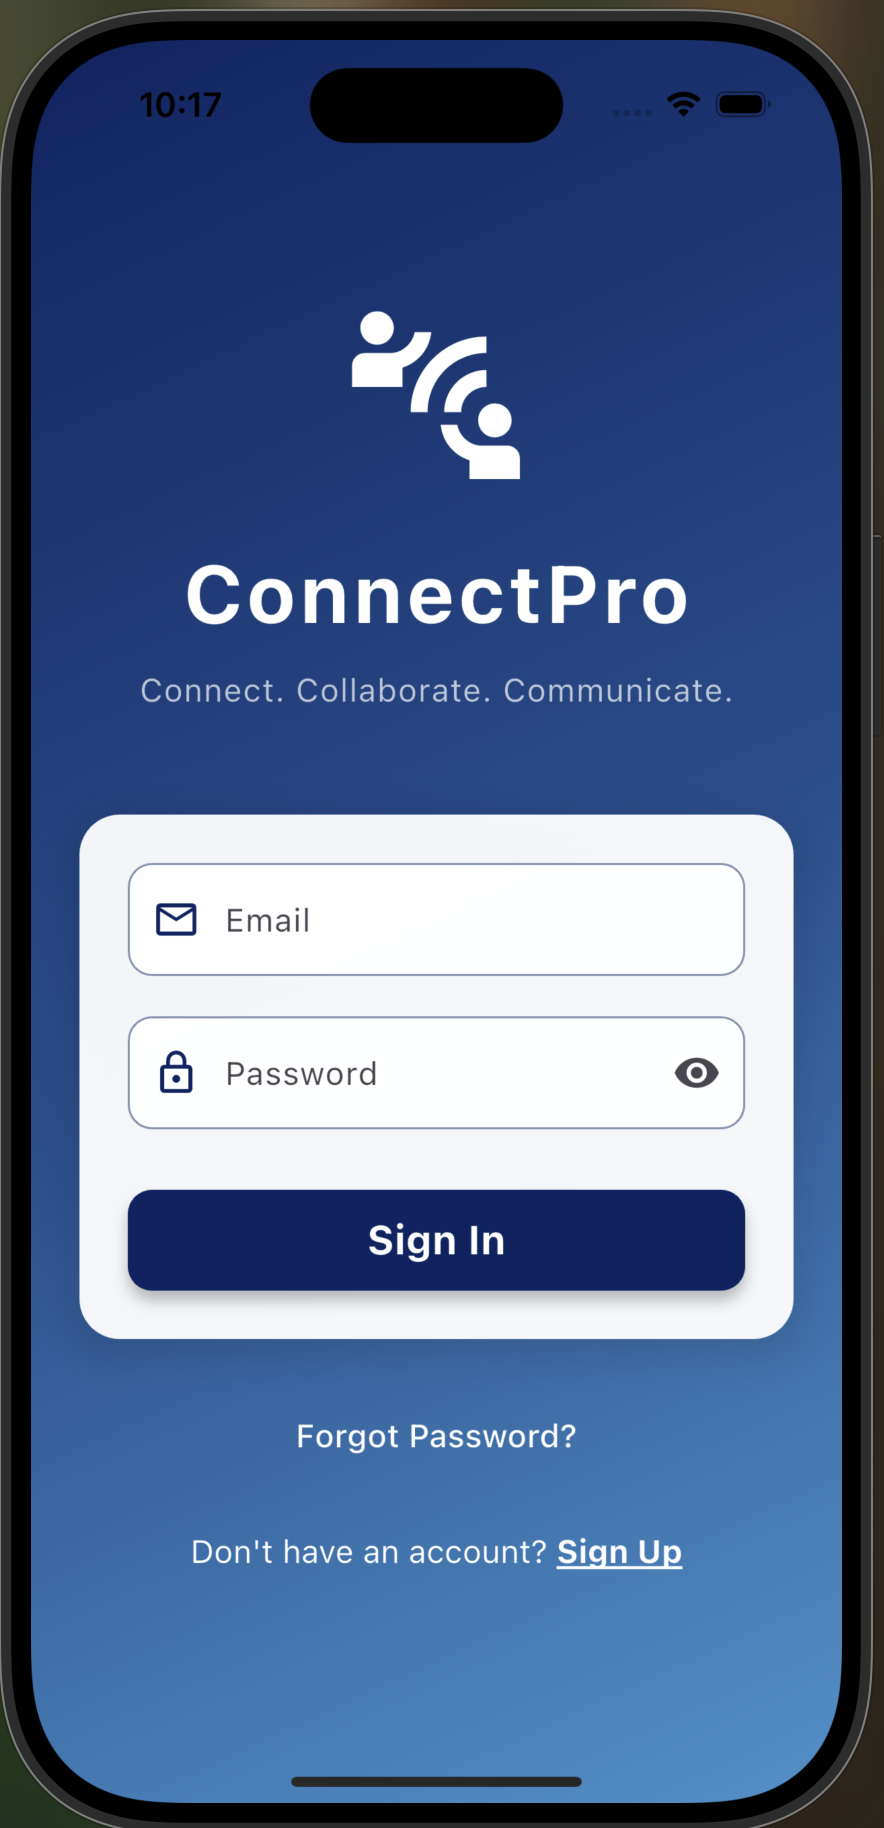 10:17
ConnectPro
Connect. Collaborate. Communicate.
Email
Password
Sign In
Forgot Password?
Don't have an account? Sign Up